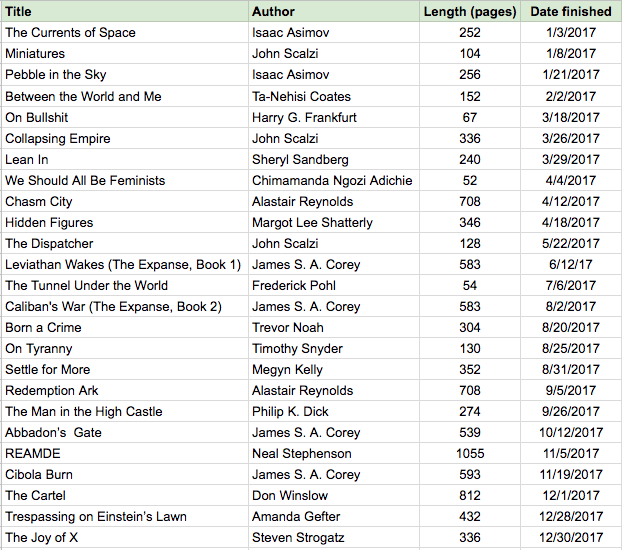 Title Author Length (pages) Date finished
The Currents of Space Isaac Asimov 252 1/3/2017
Miniatures John Scalzi 104 1/8/2017
Pebble in the Sky Isaac Asimov 256 1/21/2017
Between the World and Me Ta-Nehisi Coates 152 2/2/2017
On Bullshit Harry G. Frankfurt 67 3/18/2017
Collapsing Empire John Scalzi 336 3/26/2017
Lean In Sheryl Sandberg 240 3/29/2017
We Should All Be Feminists Chimamanda Ngozi Adichie 52 4/4/2017
Chasm City Alastair Reynolds 708 4/12/2017
Hidden Figures Margot Lee Shatterly 346 4/18/2017
The Dispatcher John Scalzi 128 5/22/2017
Leviathan Wakes (The Expanse, Book 1) James S. A. Corey 583 6/12/17
The Tunnel Under the World Frederick Pohl 54 7/6/2017
Caliban's War (The Expanse, Book 2) James S. A. Corey 583 8/2/2017
Born a Crime Trevor Noah 304 8/20/2017
On Tyranny Timothy Snyder 130 8/25/2017
Settle for More Megyn Kelly 352 8/31/2017
Redemption Ark Alastair Reynolds 708 9/5/2017
The Man in the High Castle Philip K. Dick 274 9/26/2017
Abbadon's  Gate James S. A. Corey 539 10/12/2017
REAMDE Neal Stephenson 1055 11/5/2017
Cibola Burn James S. A. Corey 593 11/19/2017
The Cartel Don Winslow 812 12/1/2017
Trespassing on Einstein's Lawn Amanda Gefter 432 12/28/2017
The Joy of X Steven Strogatz 336 12/30/2017